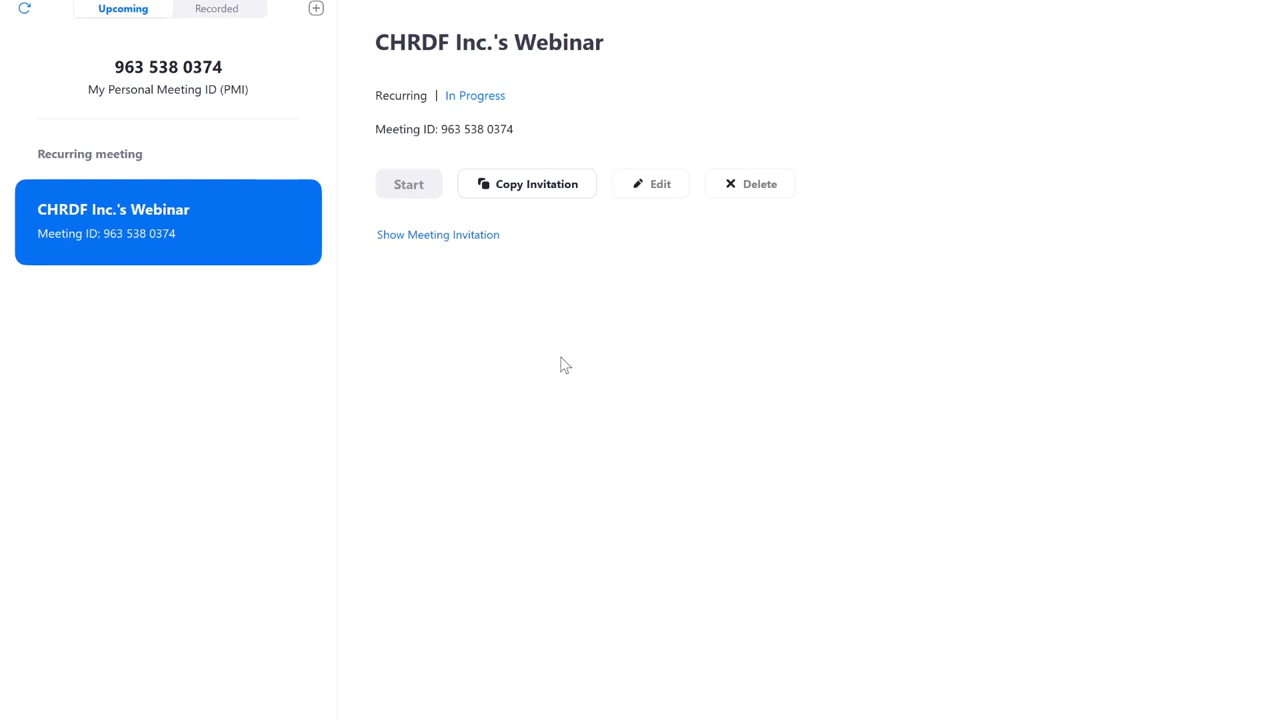 Upcoming
Recorded
963 538 0374
My Personal Meeting ID (PMI)
Recurring meeting
CHRDF Inc.'s Webinar
Meeting ID: 963 538 0374
CHRDF Inc.'s Webinar
Recurring | In Progress
Meeting ID: 963 538 0374
Start
Copy Invitation
Edit
Delete
Show Meeting Invitation